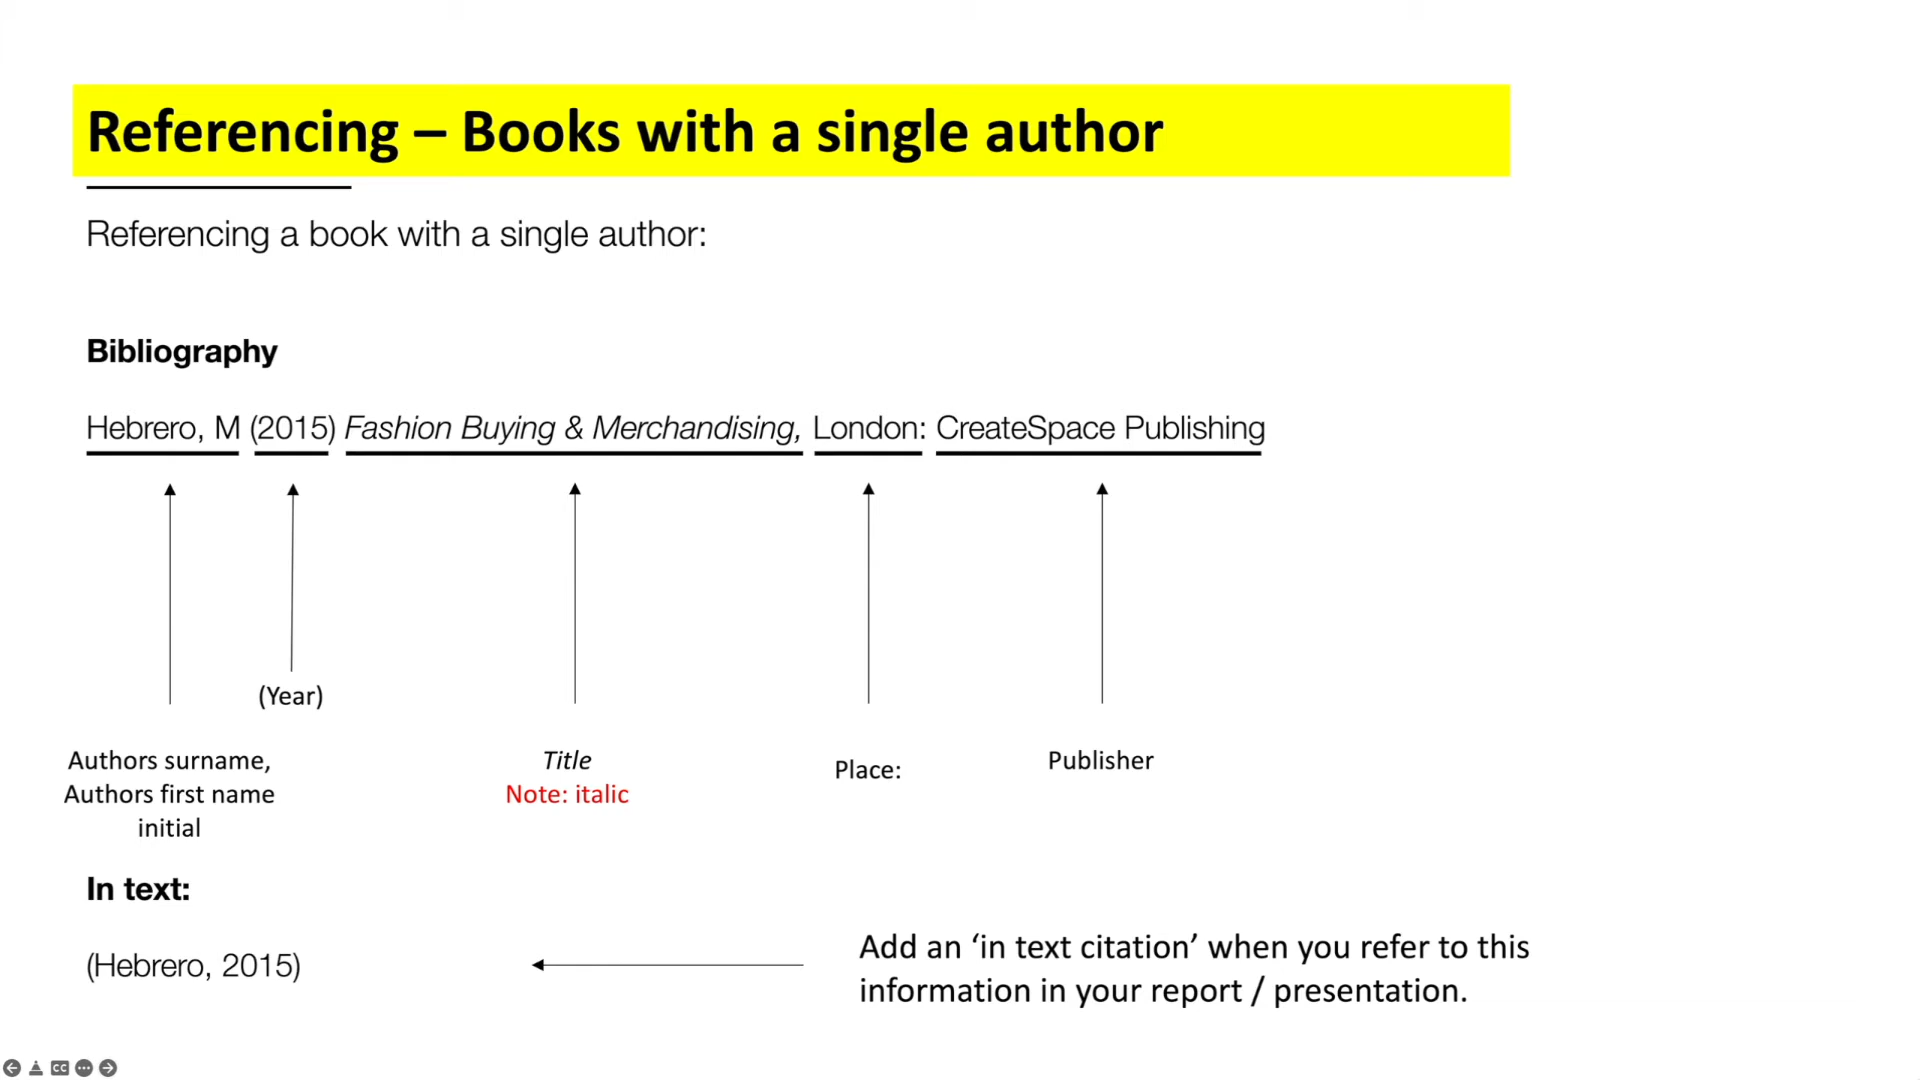 Referencing – Books with a single author
Referencing a book with a single author:
Bibliography
Hebrero, M (2015) Fashion Buying & Merchandising, London: CreateSpace Publishing
(Year)
Authors surname,
Authors first name
initial
Title
Note: italic
Place:
Publisher
In text:
(Hebrero, 2015)
Add an ‘in text citation’ when you refer to this
information in your report / presentation.
CC